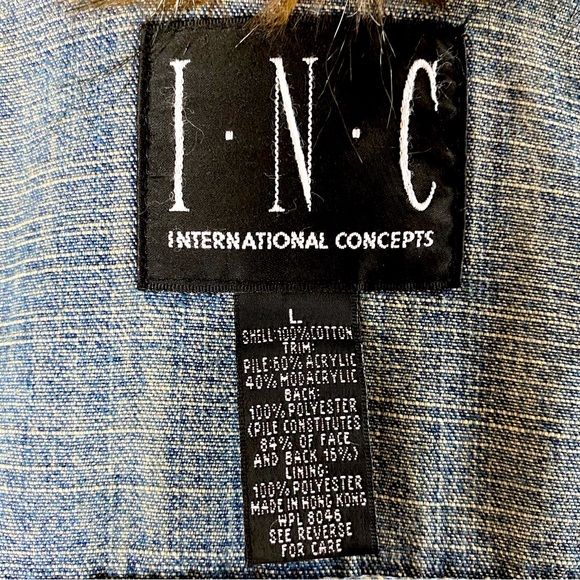 I·N·C
INTERNATIONAL CONCEPTS
L
SHELL:100%COTTON
TRIM:
PILE:60% ACRYLIC
40% MODACRYLIC
BACK:
100% POLYESTER
(PILE CONSTITUTES
84% OF FACE
AND BACK 16%)
LINING:
100% POLYESTER
MADE IN HONG KONG
WPL 8046
SEE REVERSE
FOR CARE